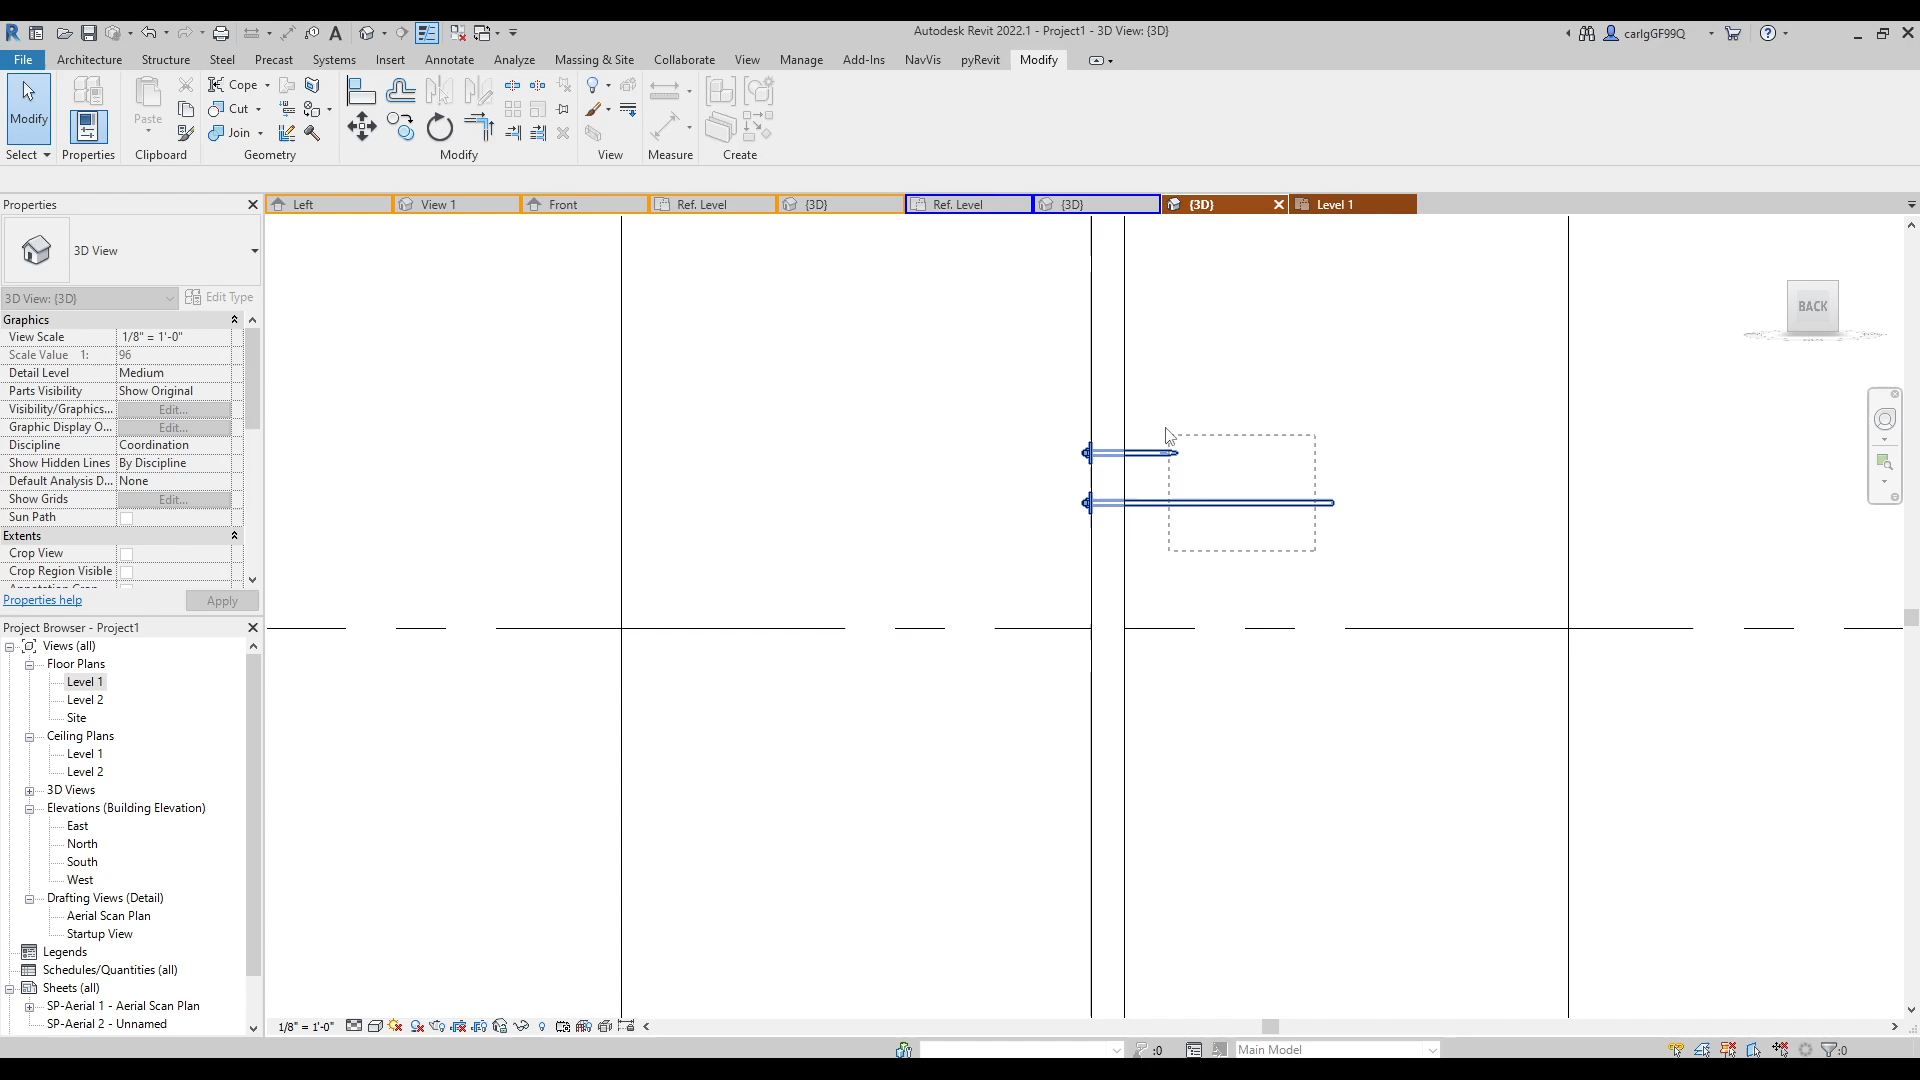 Autodesk Revit 2022.1 - Project1 - 3D View: {3D}
carlgGF99Q
File Architecture Structure Steel Precast Systems Insert Annotate Analyze Massing & Site Collaborate View Manage Add-Ins NavVis pyRevit Modify
Modify
Paste
Cope
Cut
Join
Select Properties Clipboard Geometry Modify View Measure Create
Properties
Left View 1 Front Ref. Level {3D} Ref. Level {3D} {3D} Level 1
3D View
3D View: {3D} Edit Type
Graphics
View Scale 1/8" = 1'-0"
Scale Value 1: 96
Detail Level Medium
Parts Visibility Show Original
Visibility/Graphics... Edit...
Graphic Display O... Edit...
Discipline Coordination
Show Hidden Lines By Discipline
Default Analysis D... None
Show Grids Edit...
Sun Path
Extents
Crop View
Crop Region Visible
Properties help Apply
BACK
Project Browser - Project1
Views (all)
Floor Plans
Level 1
Level 2
Site
Ceiling Plans
Level 1
Level 2
3D Views
Elevations (Building Elevation)
East
North
South
West
Drafting Views (Detail)
Aerial Scan Plan
Startup View
Legends
Schedules/Quantities (all)
Sheets (all)
SP-Aerial 1 - Aerial Scan Plan
SP-Aerial 2 - Unnamed
1/8" = 1'-0"
:0 Main Model :0